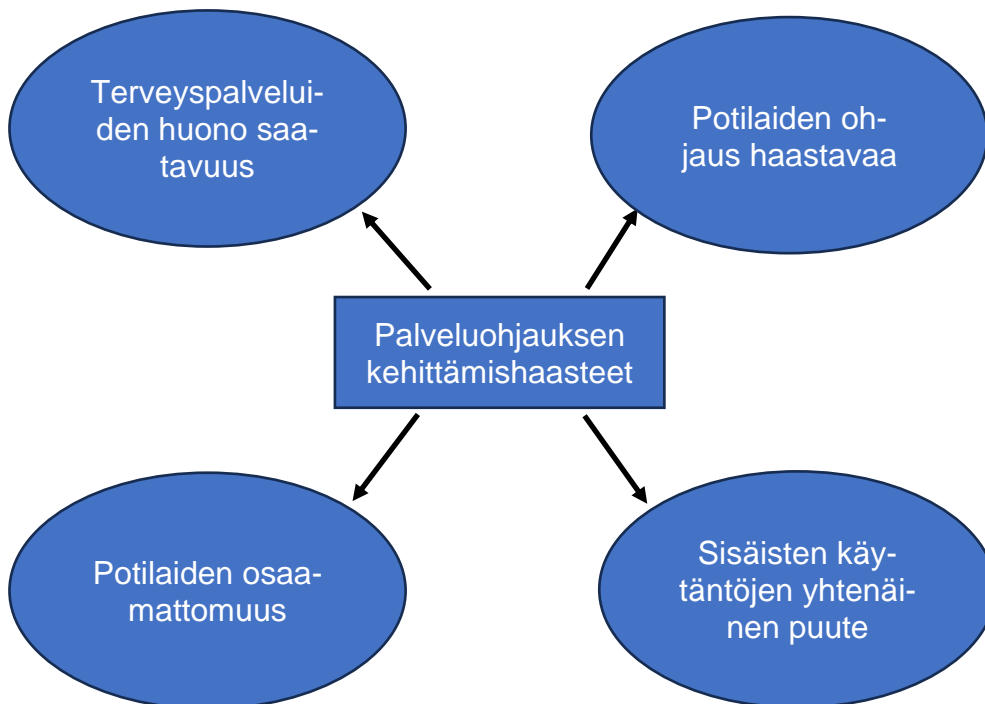 Terveyspalvelui-
den huono saa-
tavuus
Potilaiden oh-
jaus haastavaa
Palveluohjauksen
kehittämishaasteet
Potilaiden osaa-
mattomuus
Sisäisten käy-
täntöjen yhtenäi-
nen puute